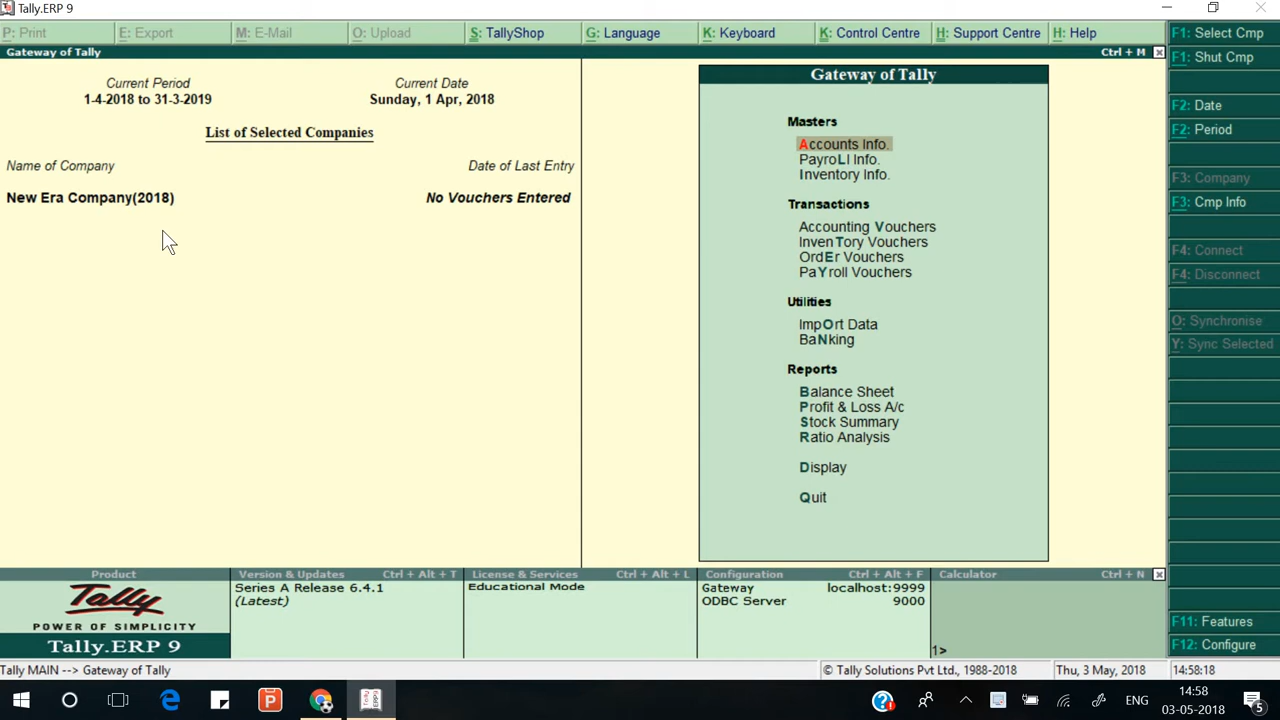 Tally.ERP 9
P: Print E: Export M: E-Mail O: Upload S: TallyShop G: Language K: Keyboard K: Control Centre H: Support Centre H: Help
Gateway of Tally Ctrl + M
Current Period Current Date
1-4-2018 to 31-3-2019 Sunday, 1 Apr, 2018
List of Selected Companies
Name of Company Date of Last Entry
New Era Company(2018) No Vouchers Entered
Gateway of Tally
Masters
Accounts Info.
PayroLl Info.
Inventory Info.
Transactions
Accounting Vouchers
InvenTory Vouchers
OrdEr Vouchers
PaYroll Vouchers
Utilities
ImpOrt Data
BaNking
Reports
Balance Sheet
Profit & Loss A/c
Stock Summary
Ratio Analysis
Display
Quit
F1: Select Cmp
F1: Shut Cmp
F2: Date
F2: Period
F3: Company
F3: Cmp Info
F4: Connect
F4: Disconnect
O: Synchronise
Y: Sync Selected
F11: Features
F12: Configure
Product
Tally
POWER OF SIMPLICITY
Tally.ERP 9
Version & Updates Ctrl + Alt + T
Series A Release 6.4.1
(Latest)
License & Services Ctrl + Alt + L
Educational Mode
Configuration Ctrl + Alt + F
Gateway localhost:9999
ODBC Server 9000
Calculator Ctrl + N
1>
Tally MAIN --> Gateway of Tally © Tally Solutions Pvt Ltd., 1988-2018 Thu, 3 May, 2018 14:58:18
ENG
14:58
03-05-2018
5